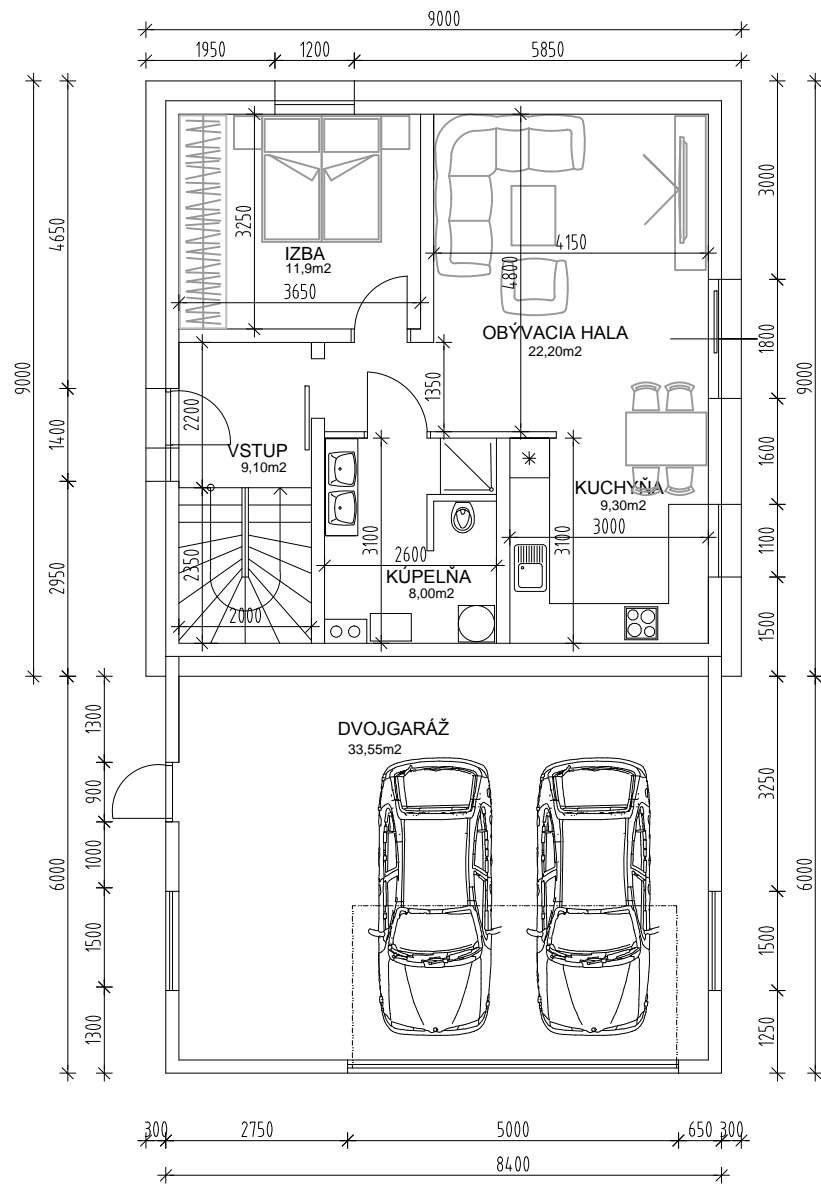 9000
1950 1200 5850
9000
4650
1400
2950
6000
1300
900
1000
1500
1300
3250
IZBA
11,9m2
3650
4150
4800
OBÝVACIA HALA
22,20m2
1350
2200
VSTUP
9,10m2
2350
2000
3100
2600
KÚPELŇA
8,00m2
KUCHYŇA
9,30m2
3000
3100
DVOJGARÁŽ
33,55m2
3000
1800
1600
1100
1500
3250
1500
1250
9000
6000
300 2750 5000 650 300
8400